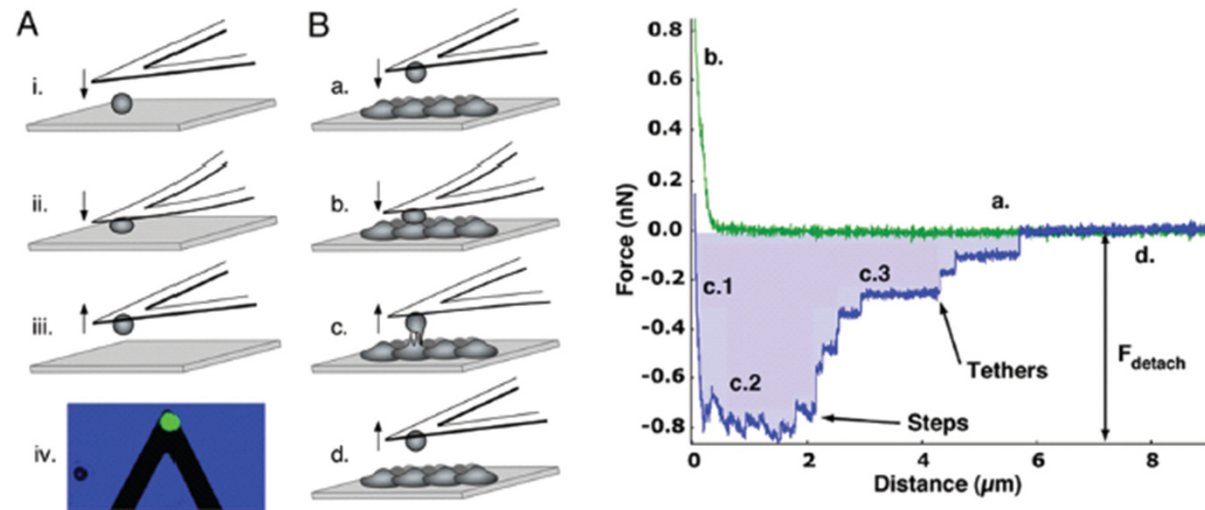 A
i.
ii.
iii.
iv.
B
a.
b.
c.
d.
0.8
0.6
0.4
0.2
0.0
-0.2
-0.4
-0.6
-0.8
Force (nN)
b.
a.
d.
c.1
c.3
c.2
Tethers
Steps
Fdetach
0 2 4 6 8
Distance (µm)